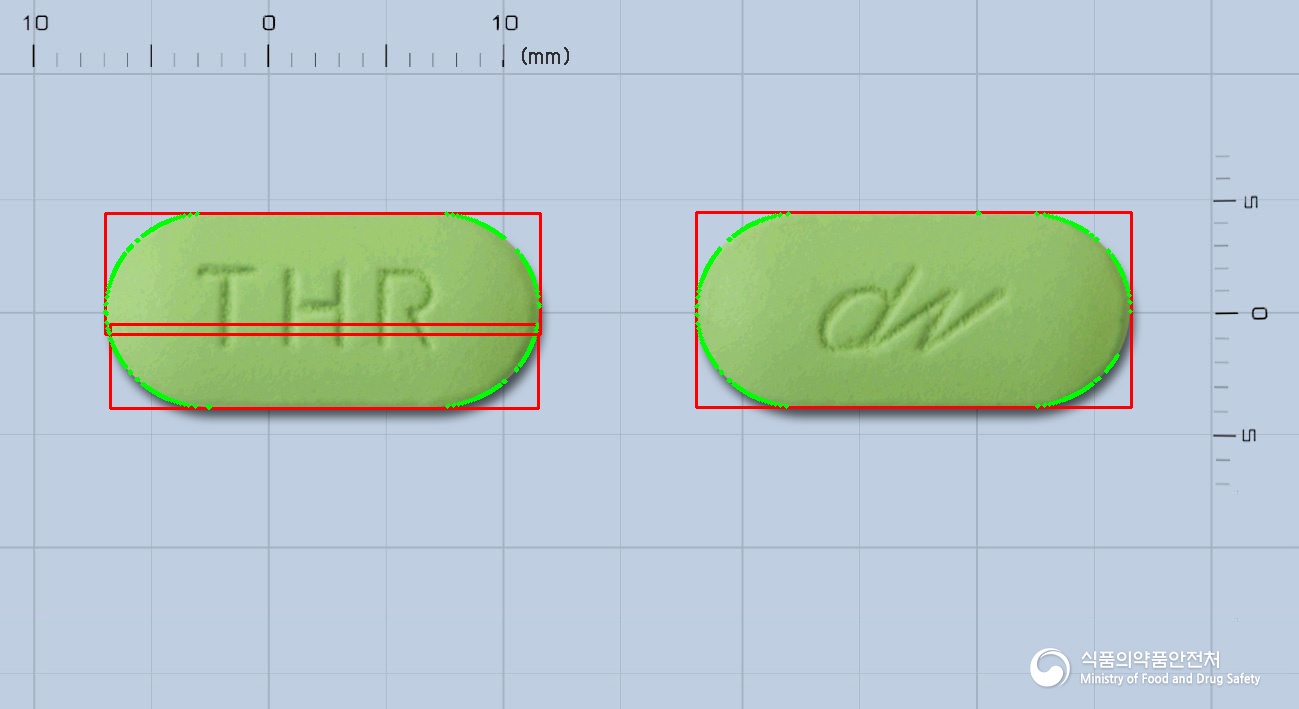 10 0 10
(mm)
THR
dw
5
0
5
식품의약품안전처
Ministry of Food and Drug Safety